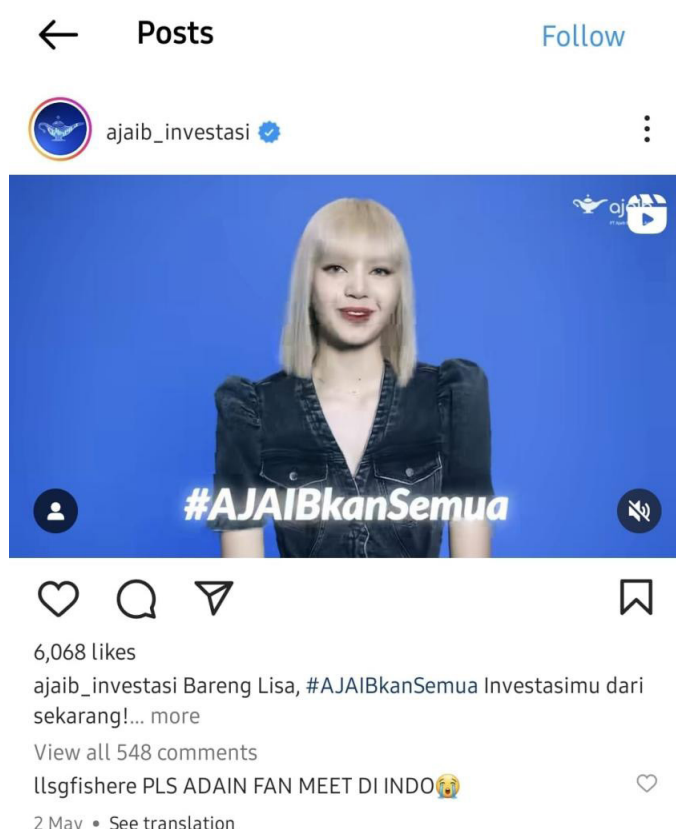 Posts
Follow
ajaib_investasi
#AJAIBkanSemua
6,068 likes
ajaib_investasi Bareng Lisa, #AJAIBkanSemua Investasimu dari
sekarang!... more
View all 548 comments
llsgfishere PLS ADAIN FAN MEET DI INDO😭
2 May • See translation